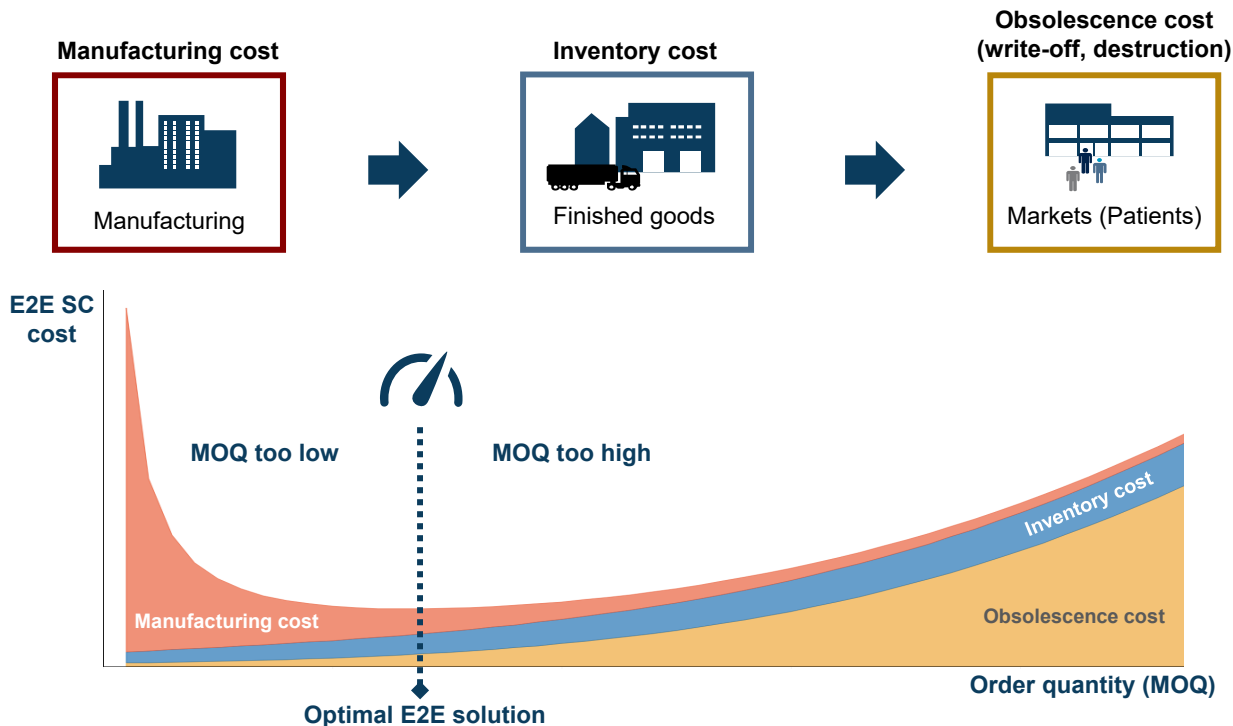 Manufacturing cost
Inventory cost
Obsolescence cost
(write-off, destruction)
Manufacturing
Finished goods
Markets (Patients)
E2E SC
cost
MOQ too low
MOQ too high
Inventory cost
Manufacturing cost
Obsolescence cost
Order quantity (MOQ)
Optimal E2E solution